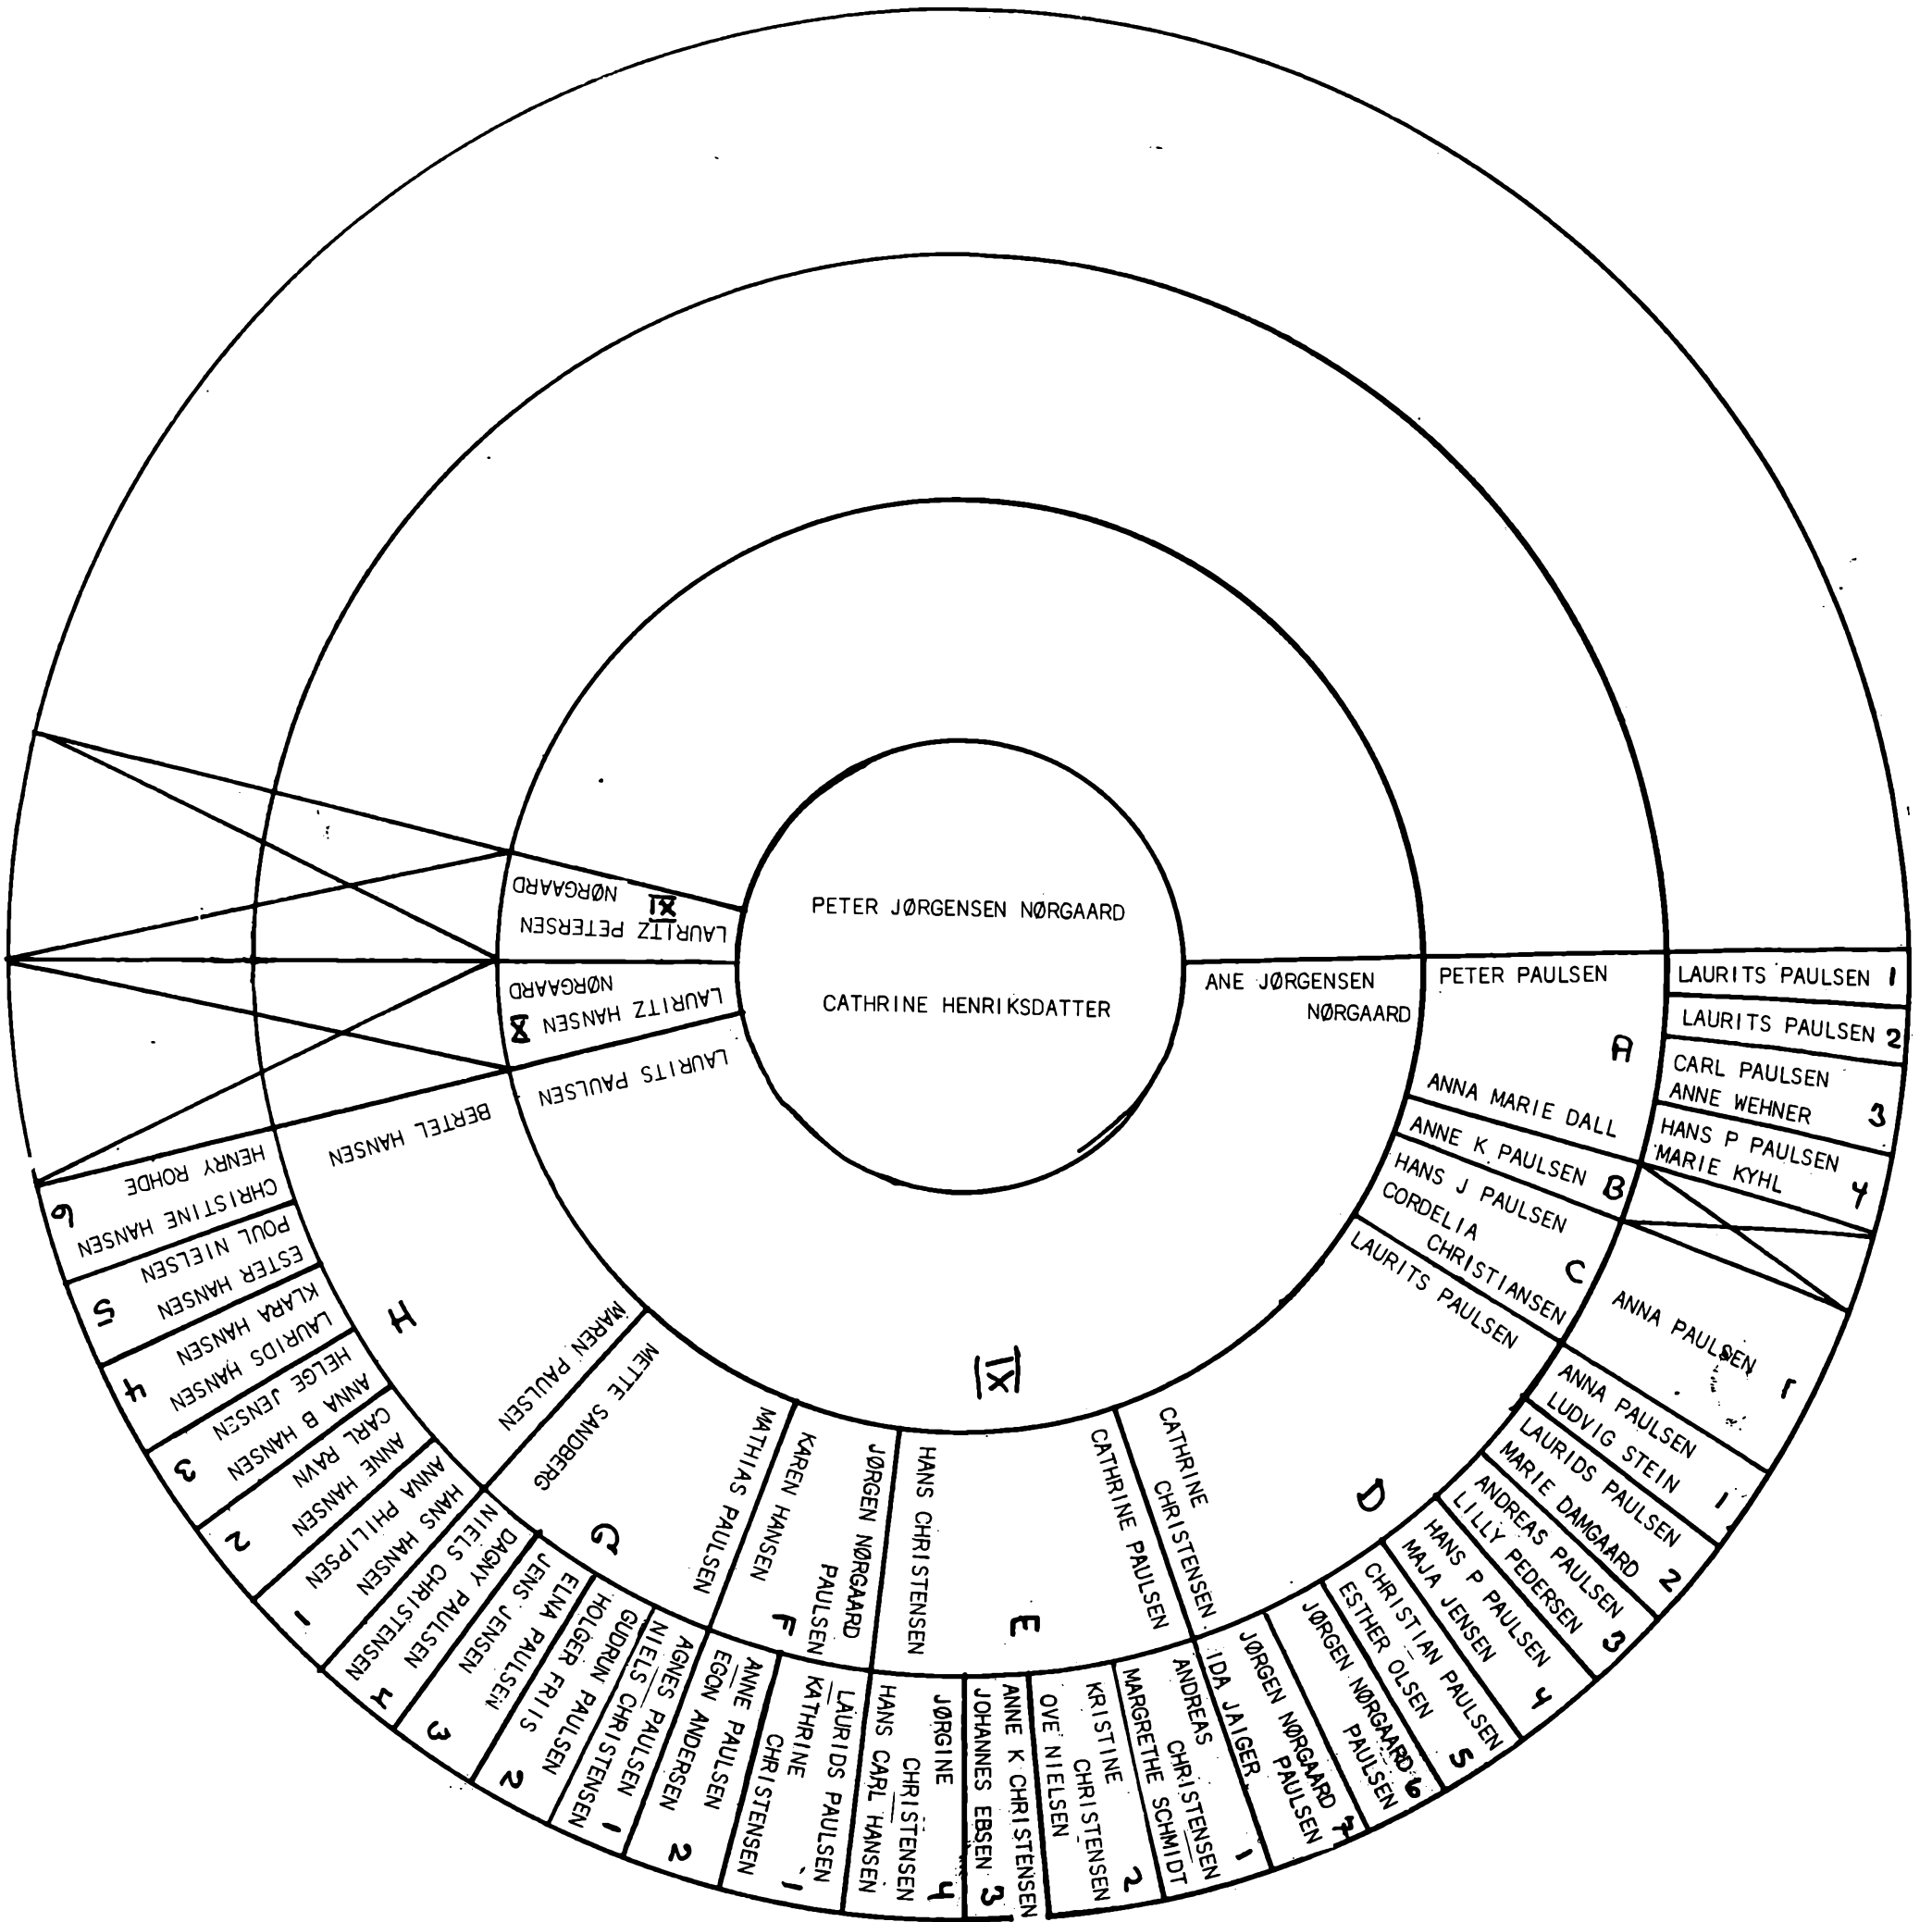 PETER JØRGENSEN NØRGAARD
CATHRINE HENRIKSDATTER
ANE JØRGENSEN
NØRGAARD
IX
LAURITS PAULSEN
LAURITZ HANSEN X
NØRGAARD
LAURITZ PETERSEN
NØRGAARD XI
PETER PAULSEN
A
ANNA MARIE DALL
LAURITS PAULSEN 1
LAURITS PAULSEN 2
CARL PAULSEN
ANNE WEHNER 3
HANS P PAULSEN
MARIE KYHL 4
ANNE K PAULSEN B
HANS J PAULSEN
CORDELIA
CHRISTIANSEN C
ANNA PAULSEN 1
LAURITS PAULSEN
D
CATHRINE
CHRISTENSEN
ANNA PAULSEN
LUDVIG STEIN 1
LAURIDS PAULSEN
MARIE DAMGAARD 2
ANDREAS PAULSEN
LILLY PEDERSEN 3
HANS P PAULSEN
MAJA JENSEN 4
CHRISTIAN PAULSEN
ESTHER OLSEN 5
JØRGEN NØRGAARD 6
PAULSEN
JØRGEN NØRGAARD 7
PAULSEN
IDA JAIGER
CATHRINE PAULSEN
E
HANS CHRISTENSEN
ANDREAS
CHRISTENSEN
MARGRETHE SCHMIDT 1
KRISTINE
CHRISTENSEN
OVE NIELSEN 2
ANNE K CHRISTENSEN
JOHANNES EBSEN 3
JØRGINE 4
CHRISTENSEN
HANS CARL HANSEN
JØRGEN NØRGAARD
PAULSEN
F
KAREN HANSEN
LAURIDS PAULSEN
KATHRINE
CHRISTENSEN 1
ANNE PAULSEN
EGON ANDERSEN 2
MATHIAS PAULSEN
G
METTE SANDBERG
AGNES PAULSEN
NIELS CHRISTENSEN 1
GUDRUN PAULSEN
HOLGER FRIIS 2
ELNA PAULSEN
JENS JENSEN 3
DAGNY PAULSEN
NIELS CHRISTENSEN 4
MAREN PAULSEN
H
BERTEL HANSEN
HANS HANSEN
ANNA PHILIPSEN 1
ANNE HANSEN
CARL RAVN 2
ANNA B HANSEN
HELGE JENSEN 3
LAURIDS HANSEN
KLARA HANSEN 4
ESTER HANSEN
POUL NIELSEN 5
CHRISTINE HANSEN
HENRY ROHDE 6